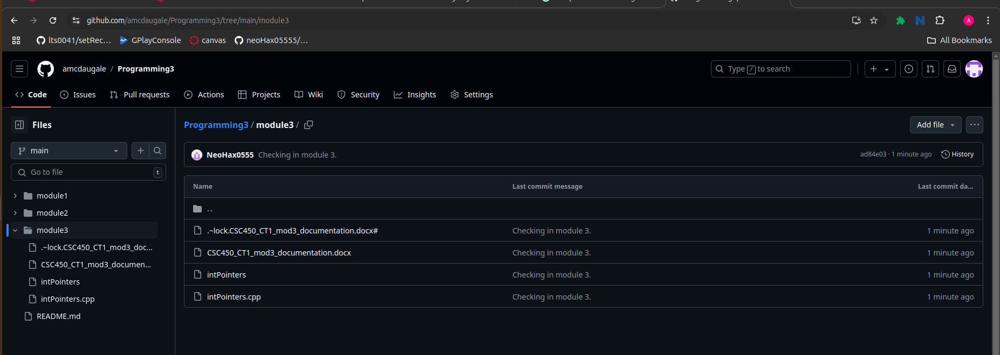 github.com/amcdaugale/Programming3/tree/main/module3
A
lts0041/setRec...
GPlayConsole
canvas
neoHax05555/...
All Bookmarks
amcdaugale / Programming3
Type / to search
Code
Issues
Pull requests
Actions
Projects
Wiki
Security
Insights
Settings
Files
main
Go to file
t
module1
module2
module3
.~lock.CSC450_CT1_mod3_doc...
CSC450_CT1_mod3_documen...
intPointers
intPointers.cpp
README.md
Programming3 / module3 /
Add file
NeoHax0555 Checking in module 3.
ad84e03 · 1 minute ago
History
Name Last commit message Last commit da...
..
.~lock.CSC450_CT1_mod3_documentation.docx# Checking in module 3. 1 minute ago
CSC450_CT1_mod3_documentation.docx Checking in module 3. 1 minute ago
intPointers Checking in module 3. 1 minute ago
intPointers.cpp Checking in module 3. 1 minute ago